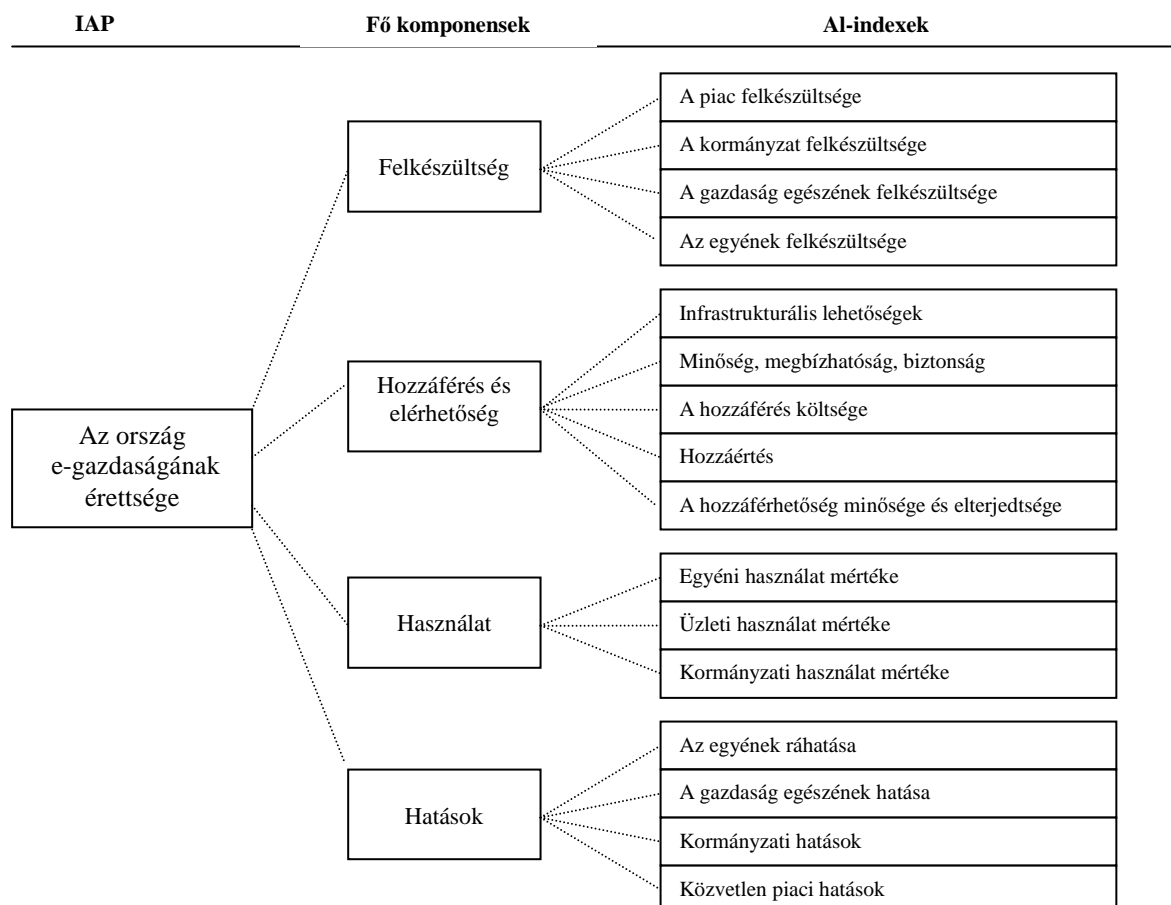 IAP
Fő komponensek
Al-indexek
Az ország
e-gazdaságának
érettsége
Felkészültség
A piac felkészültsége
A kormányzat felkészültsége
A gazdaság egészének felkészültsége
Az egyének felkészültsége
Hozzáférés és
elérhetőség
Infrastrukturális lehetőségek
Minőség, megbízhatóság, biztonság
A hozzáférés költsége
Hozzáértés
A hozzáférhetőség minősége és elterjedtsége
Használat
Egyéni használat mértéke
Üzleti használat mértéke
Kormányzati használat mértéke
Hatások
Az egyének ráhatása
A gazdaság egészének hatása
Kormányzati hatások
Közvetlen piaci hatások